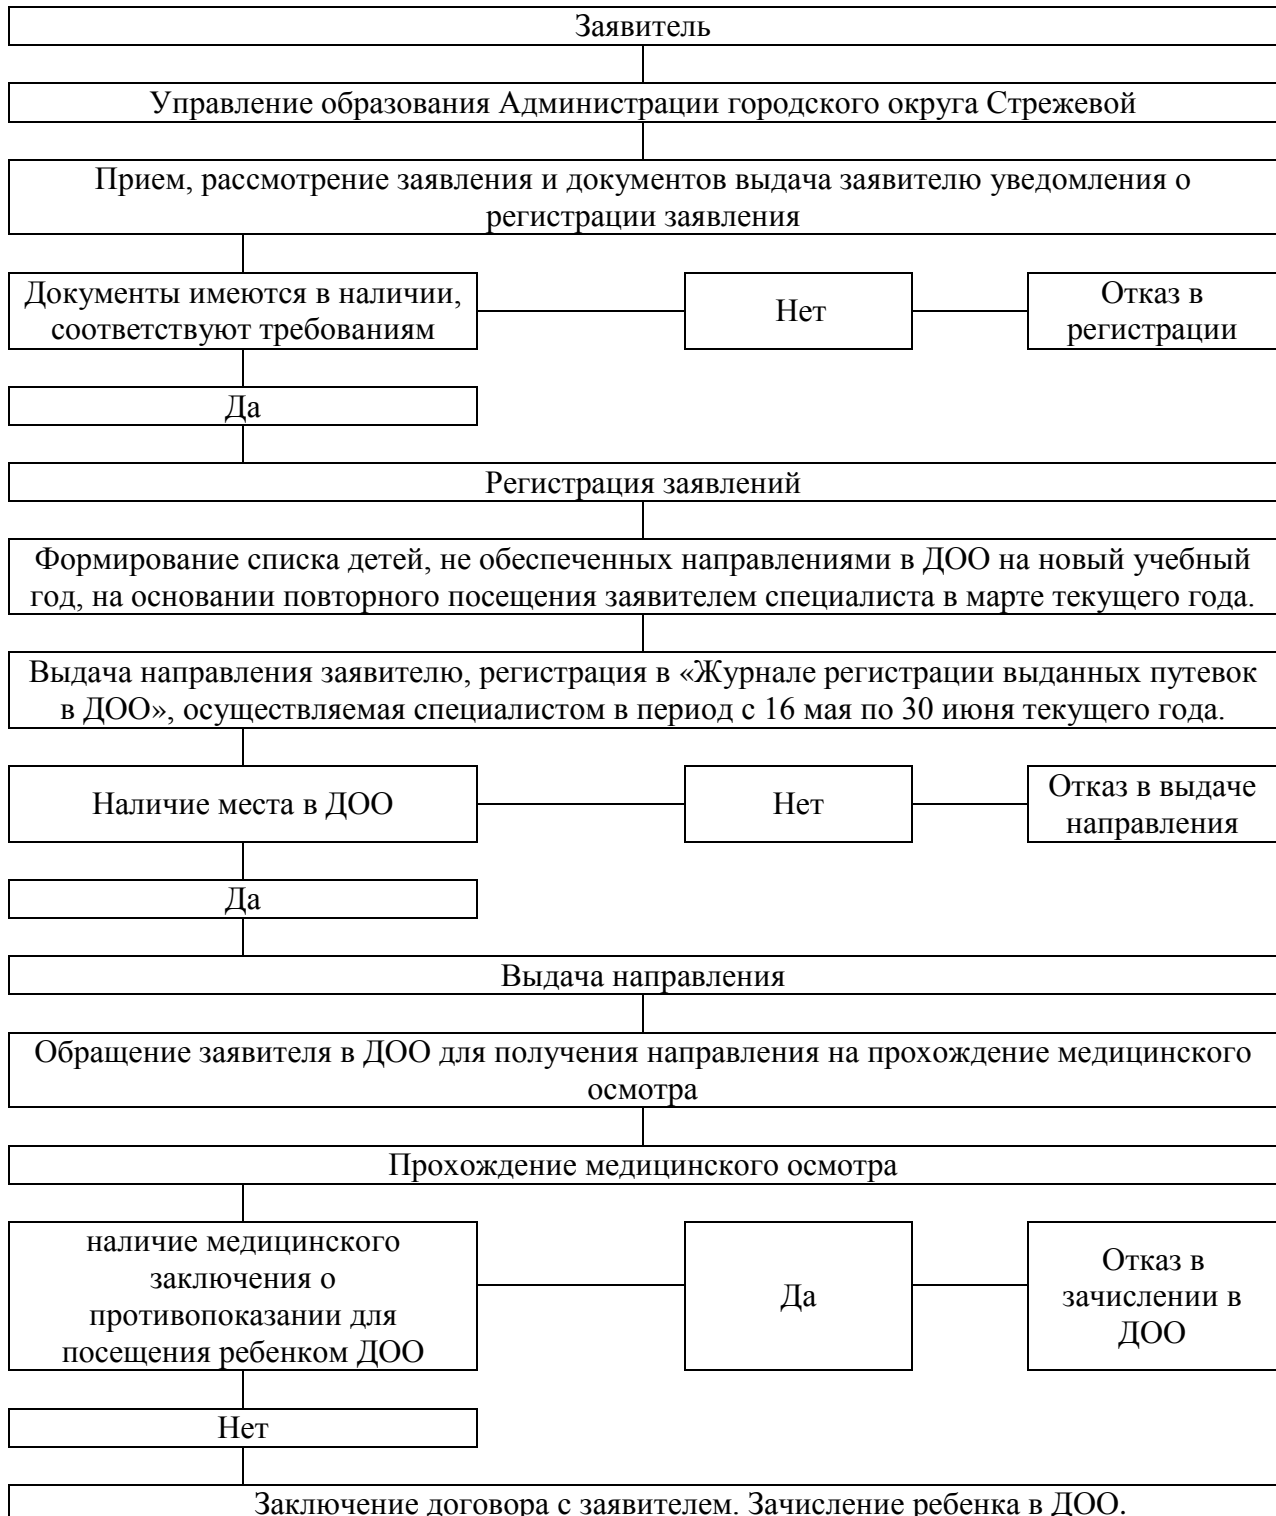 Заявитель
Управление образования Администрации городского округа Стрежевой
Прием, рассмотрение заявления и документов выдача заявителю уведомления о
регистрации заявления
Документы имеются в наличии,
соответствуют требованиям
Нет
Отказ в
регистрации
Да
Регистрация заявлений
Формирование списка детей, не обеспеченных направлениями в ДОО на новый учебный
год, на основании повторного посещения заявителем специалиста в марте текущего года.
Выдача направления заявителю, регистрация в «Журнале регистрации выданных путевок
в ДОО», осуществляемая специалистом в период с 16 мая по 30 июня текущего года.
Наличие места в ДОО
Нет
Отказ в выдаче
направления
Да
Выдача направления
Обращение заявителя в ДОО для получения направления на прохождение медицинского
осмотра
Прохождение медицинского осмотра
наличие медицинского
заключения о
противопоказании для
посещения ребенком ДОО
Да
Отказ в
зачислении в
ДОО
Нет
Заключение договора с заявителем. Зачисление ребенка в ДОО.